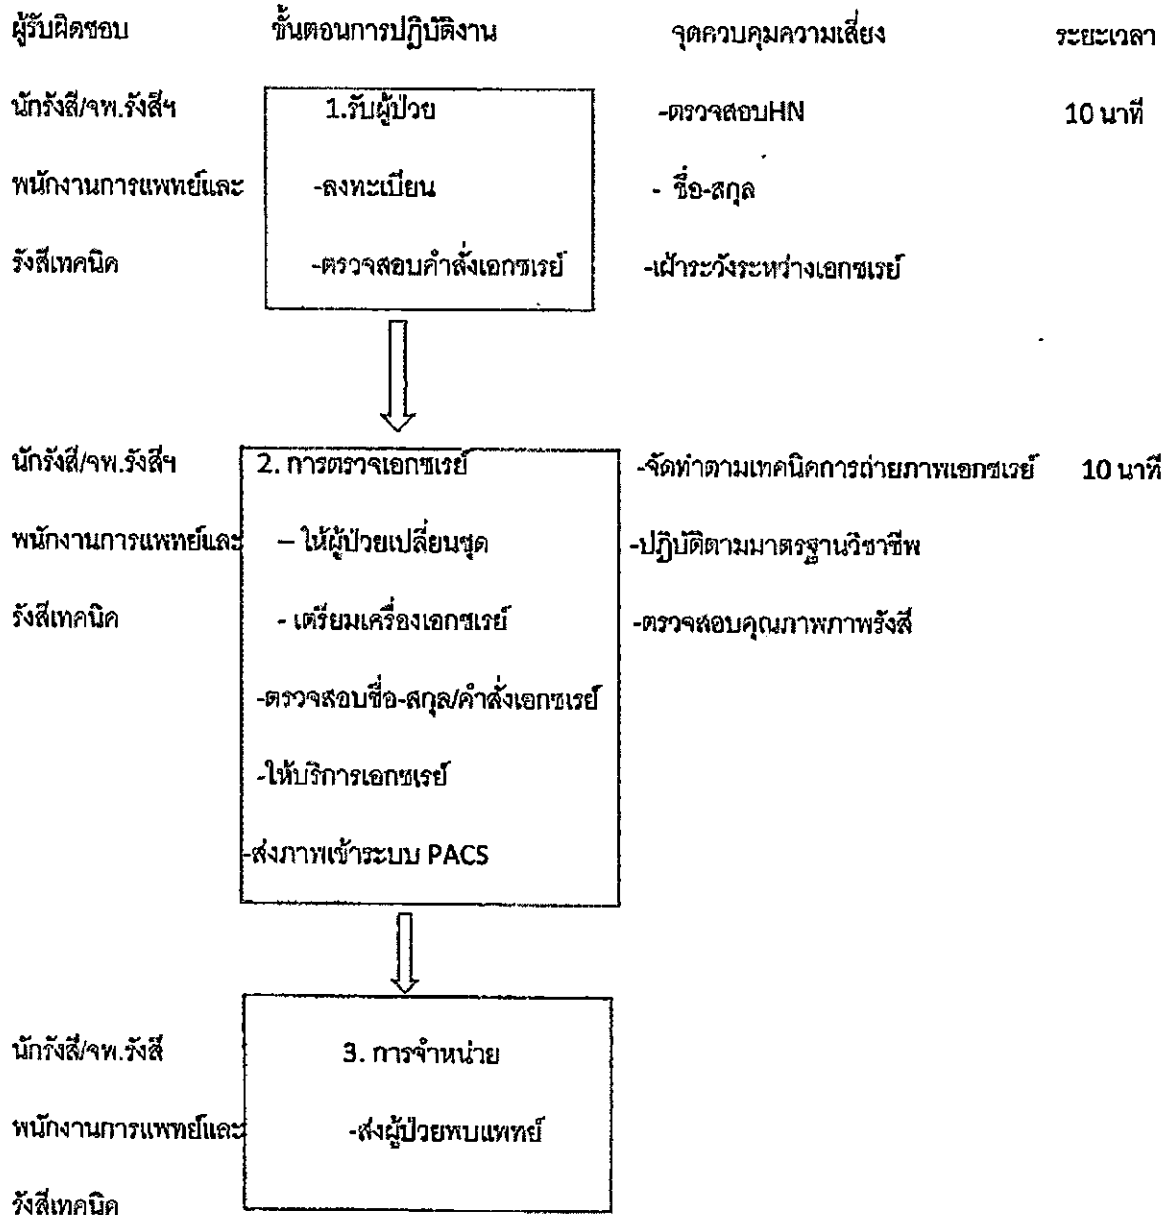 ผู้รับผิดชอบ ขั้นตอนการปฏิบัติงาน จุดควบคุมความเสี่ยง ระยะเวลา
นักรังสี/จพ.รังสีฯ 1.รับผู้ป่วย -ตรวจสอบHN 10 นาที
พนักงานการแพทย์และ -ลงทะเบียน - ชื่อ-สกุล
รังสีเทคนิค -ตรวจสอบคำสั่งเอกซเรย์ -เฝ้าระวังระหว่างเอกซเรย์
นักรังสี/จพ.รังสีฯ 2. การตรวจเอกซเรย์ -จัดทำตามเทคนิคการถ่ายภาพเอกซเรย์ 10 นาที
พนักงานการแพทย์และ – ให้ผู้ป่วยเปลี่ยนชุด -ปฏิบัติตามมาตรฐานวิชาชีพ
รังสีเทคนิค - เตรียมเครื่องเอกซเรย์ -ตรวจสอบคุณภาพภาพรังสี
-ตรวจสอบชื่อ-สกุล/คำสั่งเอกซเรย์
-ให้บริการเอกซเรย์
-ส่งภาพเข้าระบบ PACS
นักรังสี/จพ.รังสี 3. การจำหน่าย
พนักงานการแพทย์และ -ส่งผู้ป่วยพบแพทย์
รังสีเทคนิค